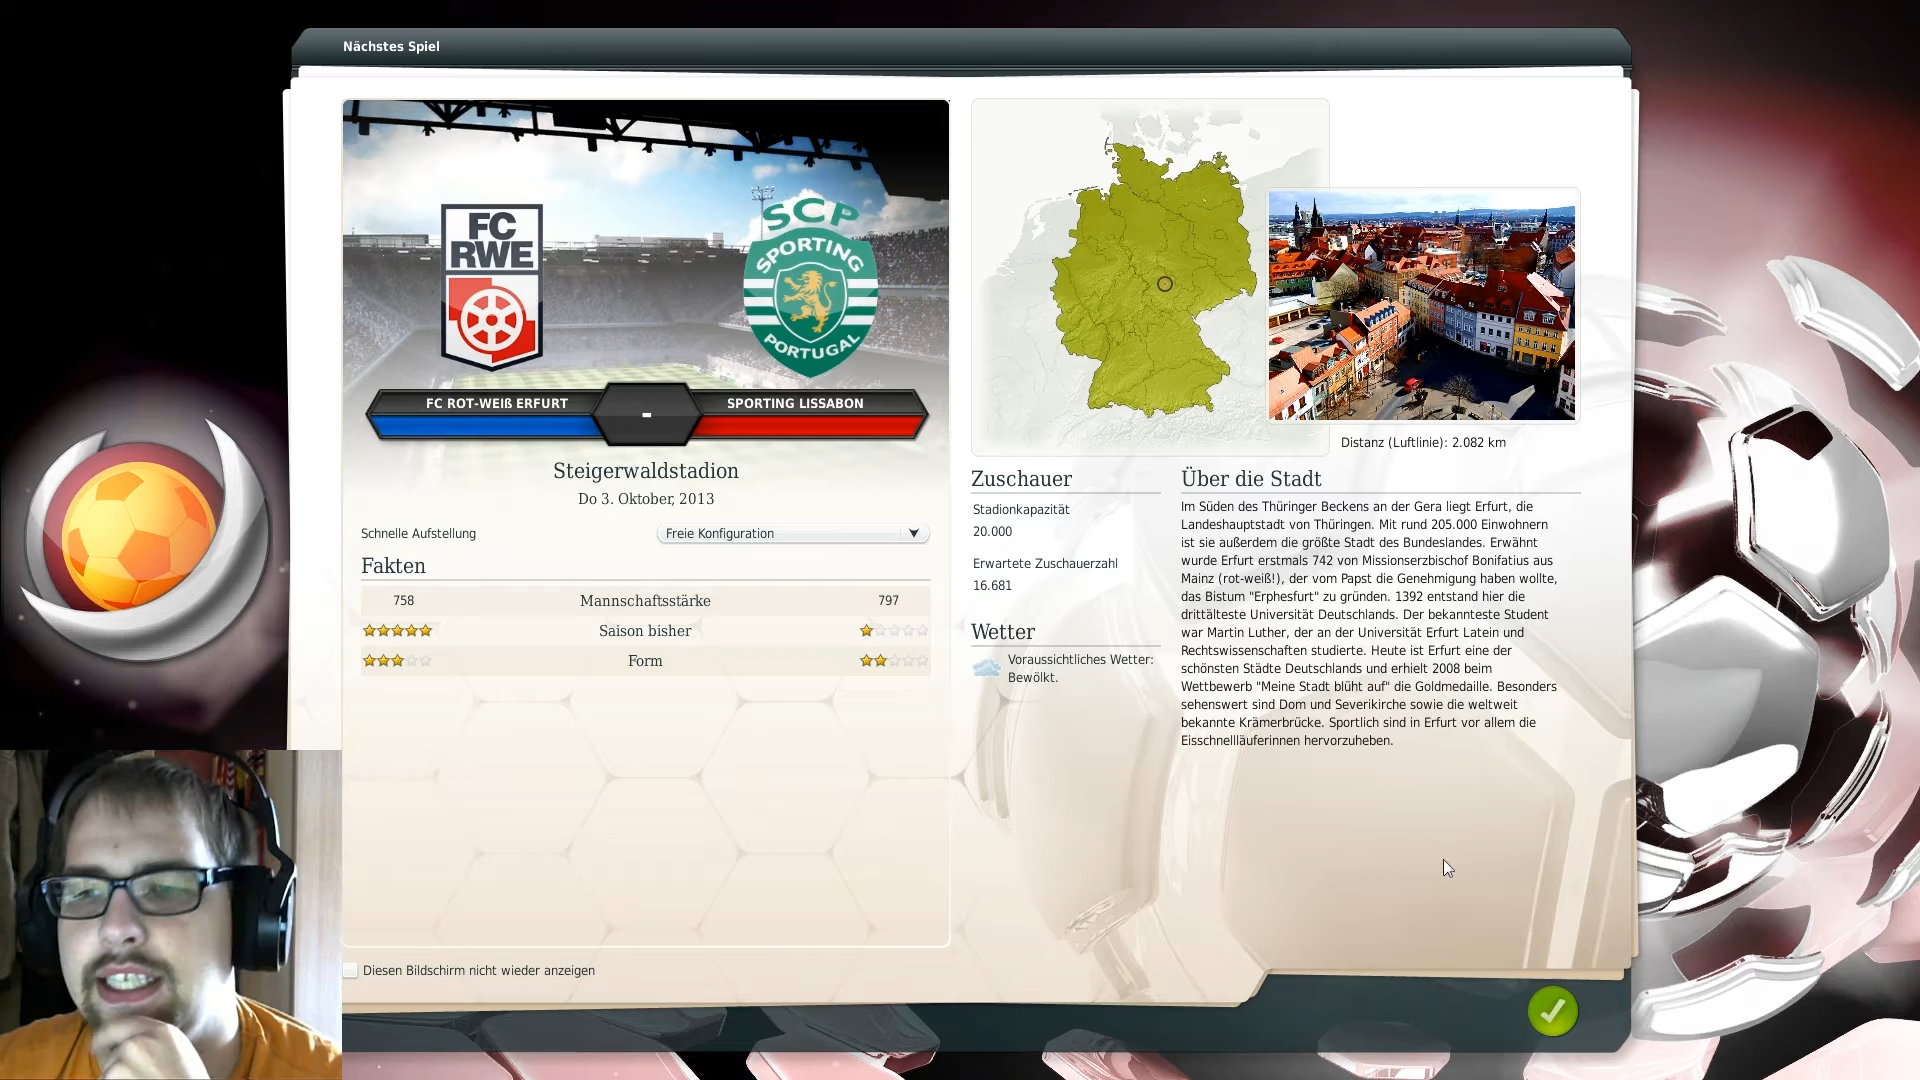 Nächstes Spiel
FC
RWE
SCP
SPORTING
PORTUGAL
FC ROT-WEIß ERFURT
-
SPORTING LISSABON
Steigerwaldstadion
Do 3. Oktober, 2013
Schnelle Aufstellung
Freie Konfiguration
Fakten
758 Mannschaftsstärke 797
Saison bisher
Form
Diesen Bildschirm nicht wieder anzeigen
Distanz (Luftlinie): 2.082 km
Zuschauer
Stadionkapazität
20.000
Erwartete Zuschauerzahl
16.681
Wetter
Voraussichtliches Wetter:
Bewölkt.
Über die Stadt
Im Süden des Thüringer Beckens an der Gera liegt Erfurt, die
Landeshauptstadt von Thüringen. Mit rund 205.000 Einwohnern
ist sie außerdem die größte Stadt des Bundeslandes. Erwähnt
wurde Erfurt erstmals 742 von Missionserzbischof Bonifatius aus
Mainz (rot-weiß!), der vom Papst die Genehmigung haben wollte,
das Bistum "Erphesfurt" zu gründen. 1392 entstand hier die
drittälteste Universität Deutschlands. Der bekannteste Student
war Martin Luther, der an der Universität Erfurt Latein und
Rechtswissenschaften studierte. Heute ist Erfurt eine der
schönsten Städte Deutschlands und erhielt 2008 beim
Wettbewerb "Meine Stadt blüht auf" die Goldmedaille. Besonders
sehenswert sind Dom und Severikirche sowie die weltweit
bekannte Krämerbrücke. Sportlich sind in Erfurt vor allem die
Eisschnellläuferinnen hervorzuheben.